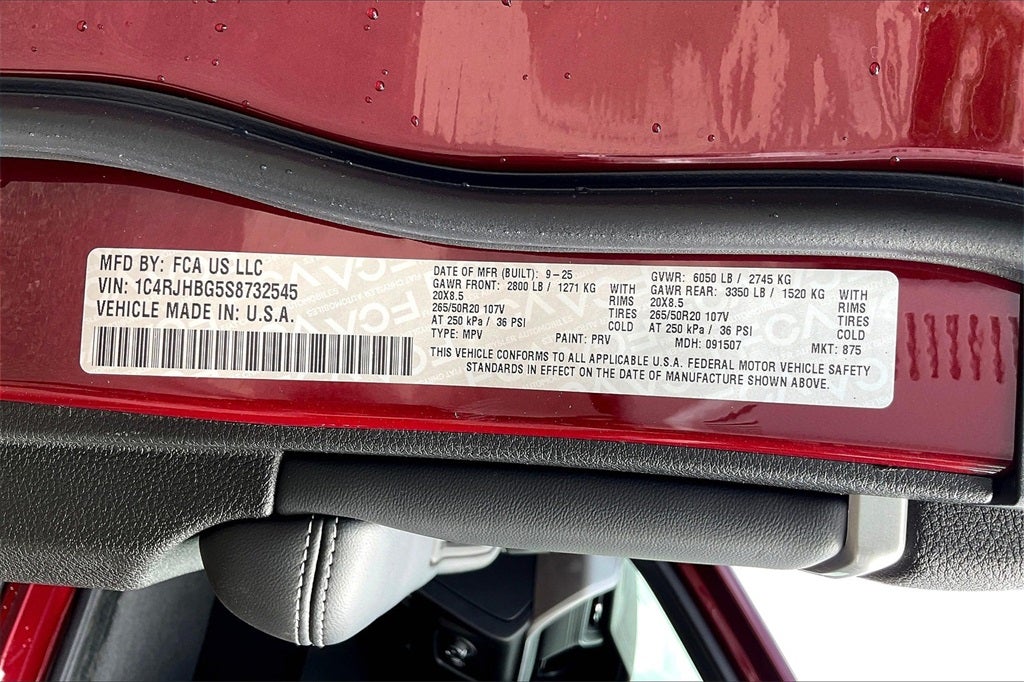 MFD BY: FCA US LLC
VIN: 1C4RJHBG5S8732545
VEHICLE MADE IN: U.S.A.
DATE OF MFR (BUILT): 9-25
GAWR FRONT: 2800 LB / 1271 KG WITH
20X8.5 RIMS
265/50R20 107V TIRES
AT 250 kPa / 36 PSI COLD
TYPE: MPV PAINT: PRV
GVWR: 6050 LB / 2745 KG
GAWR REAR: 3350 LB / 1520 KG WITH
20X8.5 RIMS
265/50R20 107V TIRES
AT 250 kPa / 36 PSI COLD
MDH: 091507 MKT: 875
THIS VEHICLE CONFORMS TO ALL APPLICABLE U.S.A. FEDERAL MOTOR VEHICLE SAFETY
STANDARDS IN EFFECT ON THE DATE OF MANUFACTURE SHOWN ABOVE.